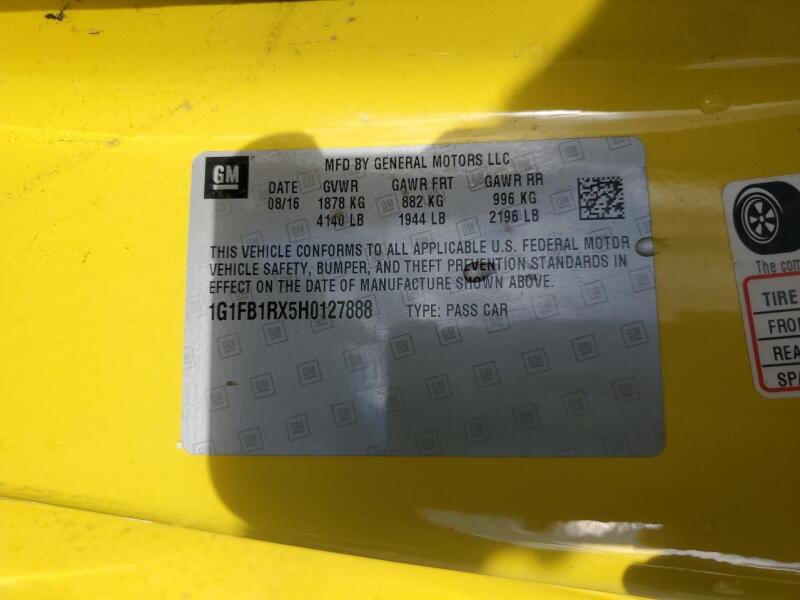 GM
MFD BY GENERAL MOTORS LLC
DATE GVWR GAWR FRT GAWR RR
08/16 1878 KG 882 KG 996 KG
4140 LB 1944 LB 2196 LB
THIS VEHICLE CONFORMS TO ALL APPLICABLE U.S. FEDERAL MOTOR
VEHICLE SAFETY, BUMPER, AND THEFT PREVENTION STANDARDS IN
EFFECT ON THE DATE OF MANUFACTURE SHOWN ABOVE.
1G1FB1RX5H0127888 TYPE: PASS CAR
The com
TIRE
FRO
REA
SPA